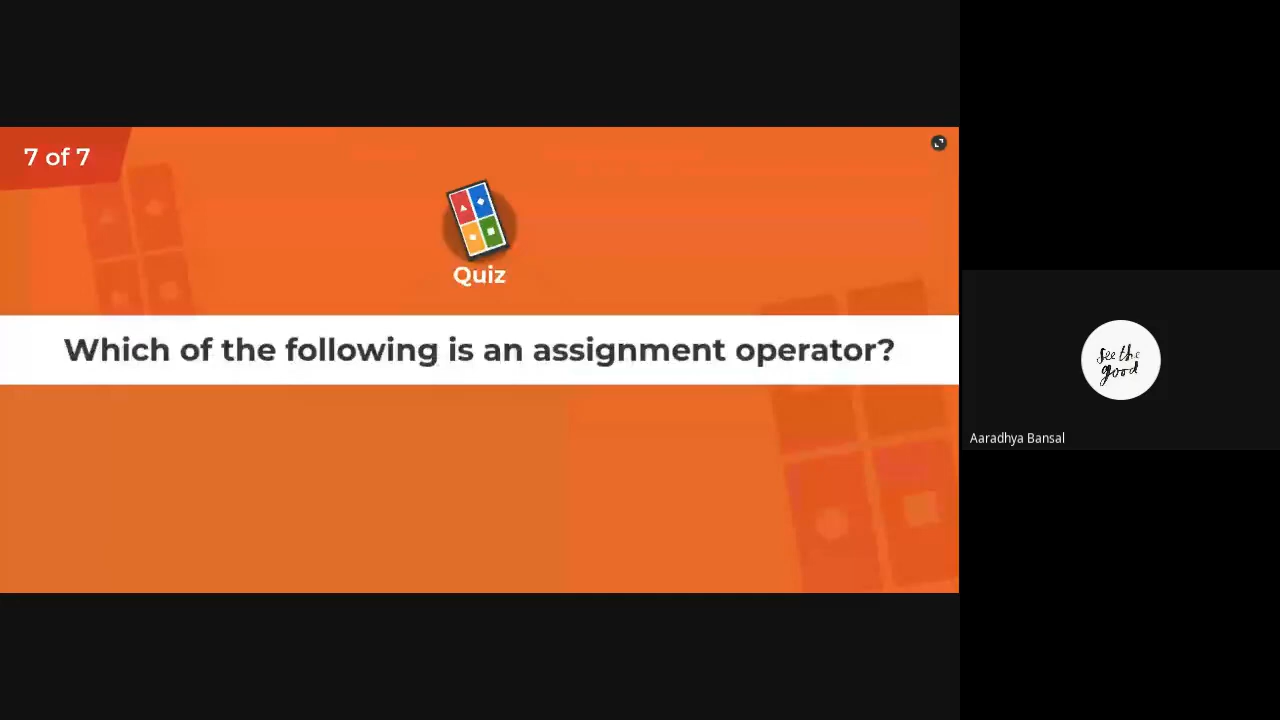 7 of 7
Quiz
Which of the following is an assignment operator?
See the
good
Aaradhya Bansal